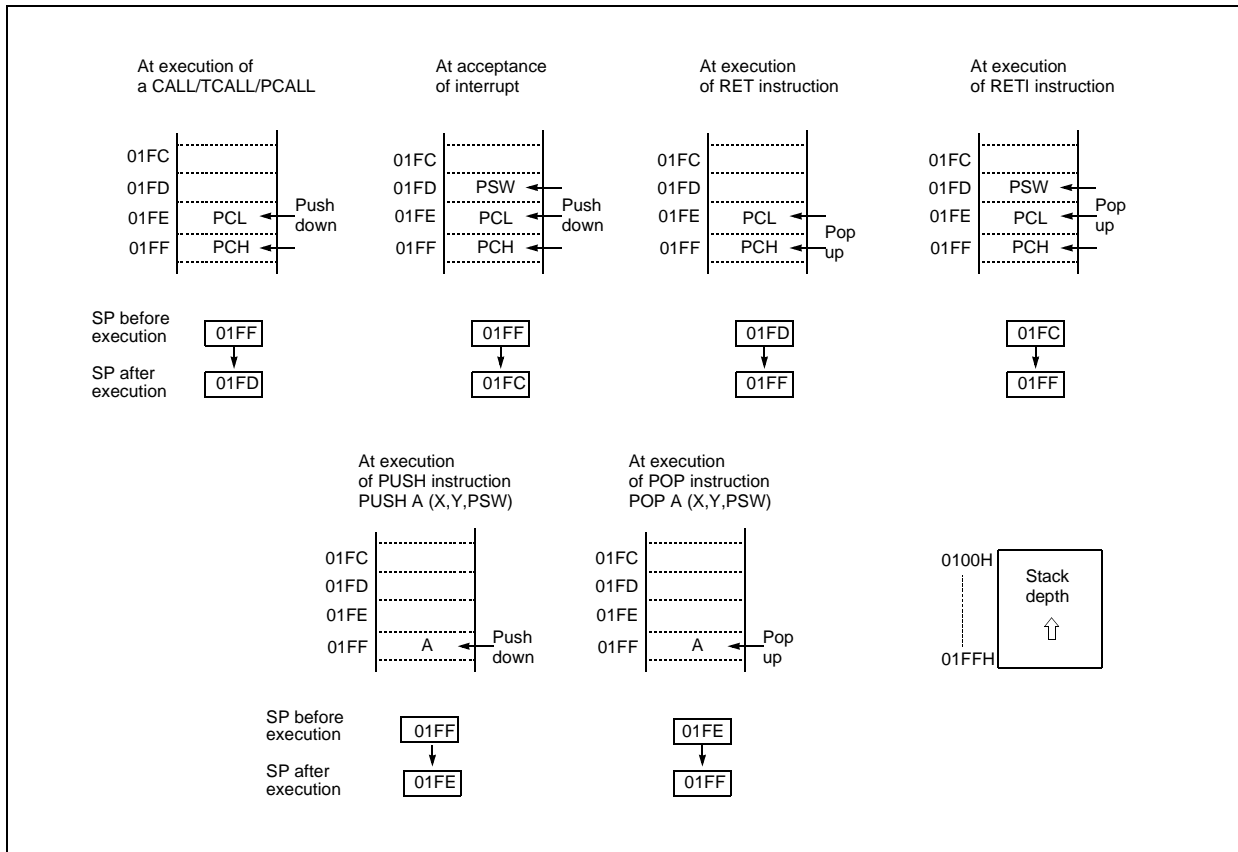 At execution of
a CALL/TCALL/PCALL
01FC
01FD
01FE PCL Push
down
01FF PCH
SP before
execution
01FF
SP after
execution
01FD
At acceptance
of interrupt
01FC
01FD PSW
01FE PCL Push
down
01FF PCH
01FF
01FC
At execution
of RET instruction
01FC
01FD
01FE PCL
01FF PCH Pop
up
01FD
01FF
At execution
of RETI instruction
01FC
01FD PSW
01FE PCL Pop
up
01FF PCH
01FC
01FF
At execution
of PUSH instruction
PUSH A (X,Y,PSW)
01FC
01FD
01FE
01FF A Push
down
SP before
execution
01FF
SP after
execution
01FE
At execution
of POP instruction
POP A (X,Y,PSW)
01FC
01FD
01FE
01FF A Pop
up
01FE
01FF
0100H
Stack
depth
01FFH